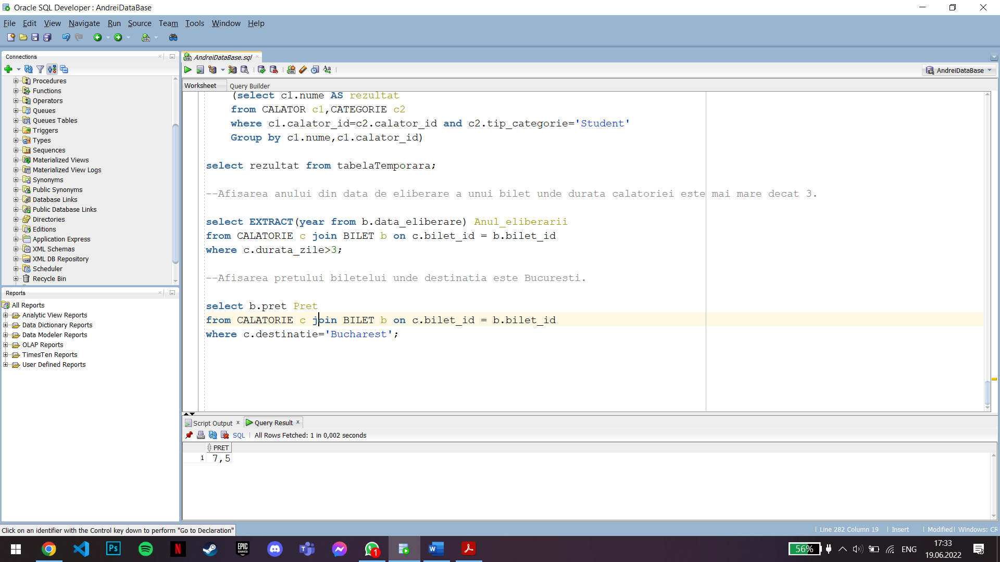 Oracle SQL Developer : AndreiDataBase
File Edit View Navigate Run Source Team Tools Window Help
Connections
Procedures
Functions
Operators
Queues
Queues Tables
Triggers
Types
Sequences
Materialized Views
Materialized View Logs
Synonyms
Public Synonyms
Database Links
Public Database Links
Directories
Editions
Application Express
XML Schemas
XML DB Repository
Scheduler
Recycle Bin
Reports
All Reports
Analytic View Reports
Data Dictionary Reports
Data Modeler Reports
OLAP Reports
TimesTen Reports
User Defined Reports
AndreiDataBase.sql
AndreiDataBase
Worksheet Query Builder
(select c1.nume AS rezultat
from CALATOR c1,CATEGORIE c2
where c1.calator_id=c2.calator_id and c2.tip_categorie='Student'
Group by c1.nume,c1.calator_id)
select rezultat from tabelaTemporara;
--Afisarea anului din data de eliberare a unui bilet unde durata calatoriei este mai mare decat 3.
select EXTRACT(year from b.data_eliberare) Anul_eliberarii
from CALATORIE c join BILET b on c.bilet_id = b.bilet_id
where c.durata_zile>3;
--Afisarea pretului biletelui unde destinatia este Bucuresti.
select b.pret Pret
from CALATORIE c join BILET b on c.bilet_id = b.bilet_id
where c.destinatie='Bucharest';
Script Output Query Result
SQL All Rows Fetched: 1 in 0,002 seconds
PRET
1 7,5
Click on an identifier with the Control key down to perform "Go to Declaration"
Line 282 Column 19 Insert Modified Windows: CR
Ps
N
EPIC
GAMES
1
W
56%
ENG
17:33
19.06.2022